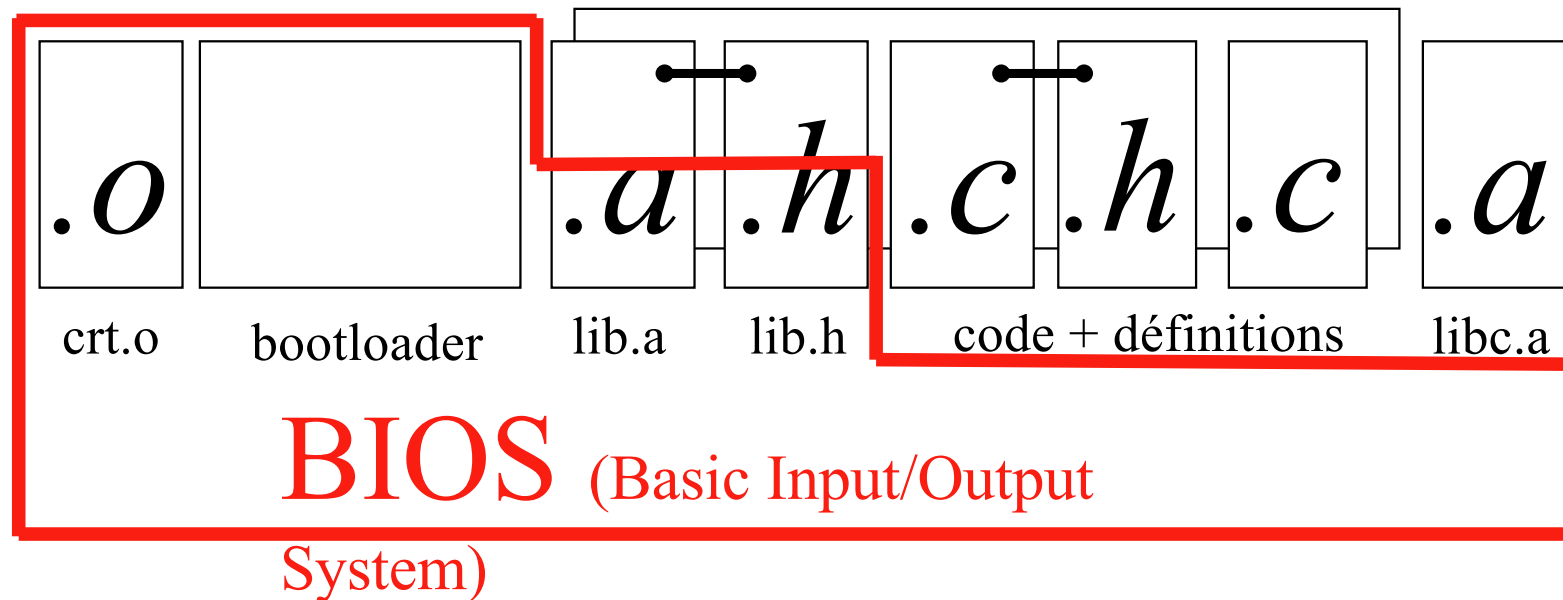 .o .a .h .c .h .c .a
crt.o bootloader lib.a lib.h code + définitions libc.a
BIOS (Basic Input/Output
System)